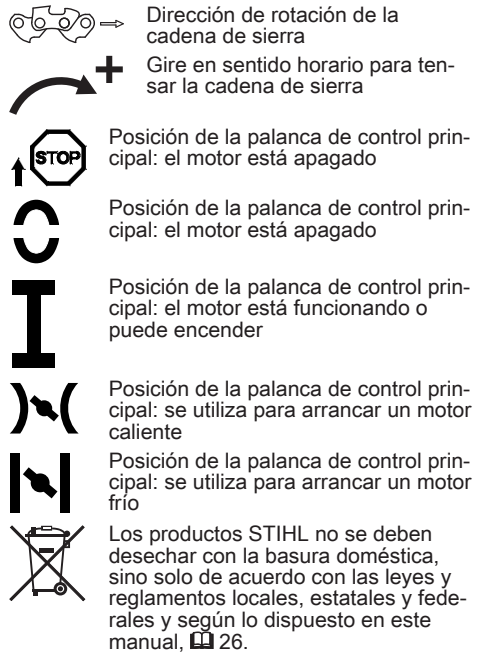 Dirección de rotación de la
cadena de sierra
Gire en sentido horario para ten-
sar la cadena de sierra
STOP
Posición de la palanca de control prin-
cipal: el motor está apagado
Posición de la palanca de control prin-
cipal: el motor está apagado
Posición de la palanca de control prin-
cipal: el motor está funcionando o
puede encender
Posición de la palanca de control prin-
cipal: se utiliza para arrancar un motor
caliente
Posición de la palanca de control prin-
cipal: se utiliza para arrancar un motor
frío
Los productos STIHL no se deben
desechar con la basura doméstica,
sino solo de acuerdo con las leyes y
reglamentos locales, estatales y fede-
rales y según lo dispuesto en este
manual, 26.